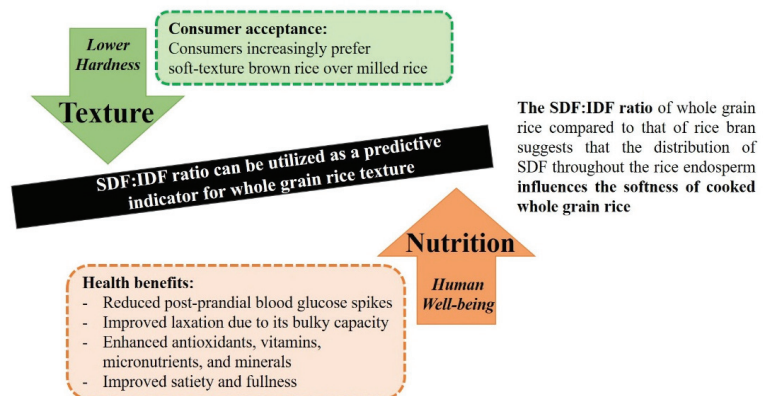 Lower
Hardness
Texture
Consumer acceptance:
Consumers increasingly prefer
soft-texture brown rice over milled rice
SDF:IDF ratio can be utilized as a predictive
indicator for whole grain rice texture
The SDF:IDF ratio of whole grain
rice compared to that of rice bran
suggests that the distribution of
SDF throughout the rice endosperm
influences the softness of cooked
whole grain rice
Nutrition
Human
Well-being
Health benefits:
- Reduced post-prandial blood glucose spikes
- Improved laxation due to its bulky capacity
- Enhanced antioxidants, vitamins,
micronutrients, and minerals
- Improved satiety and fullness